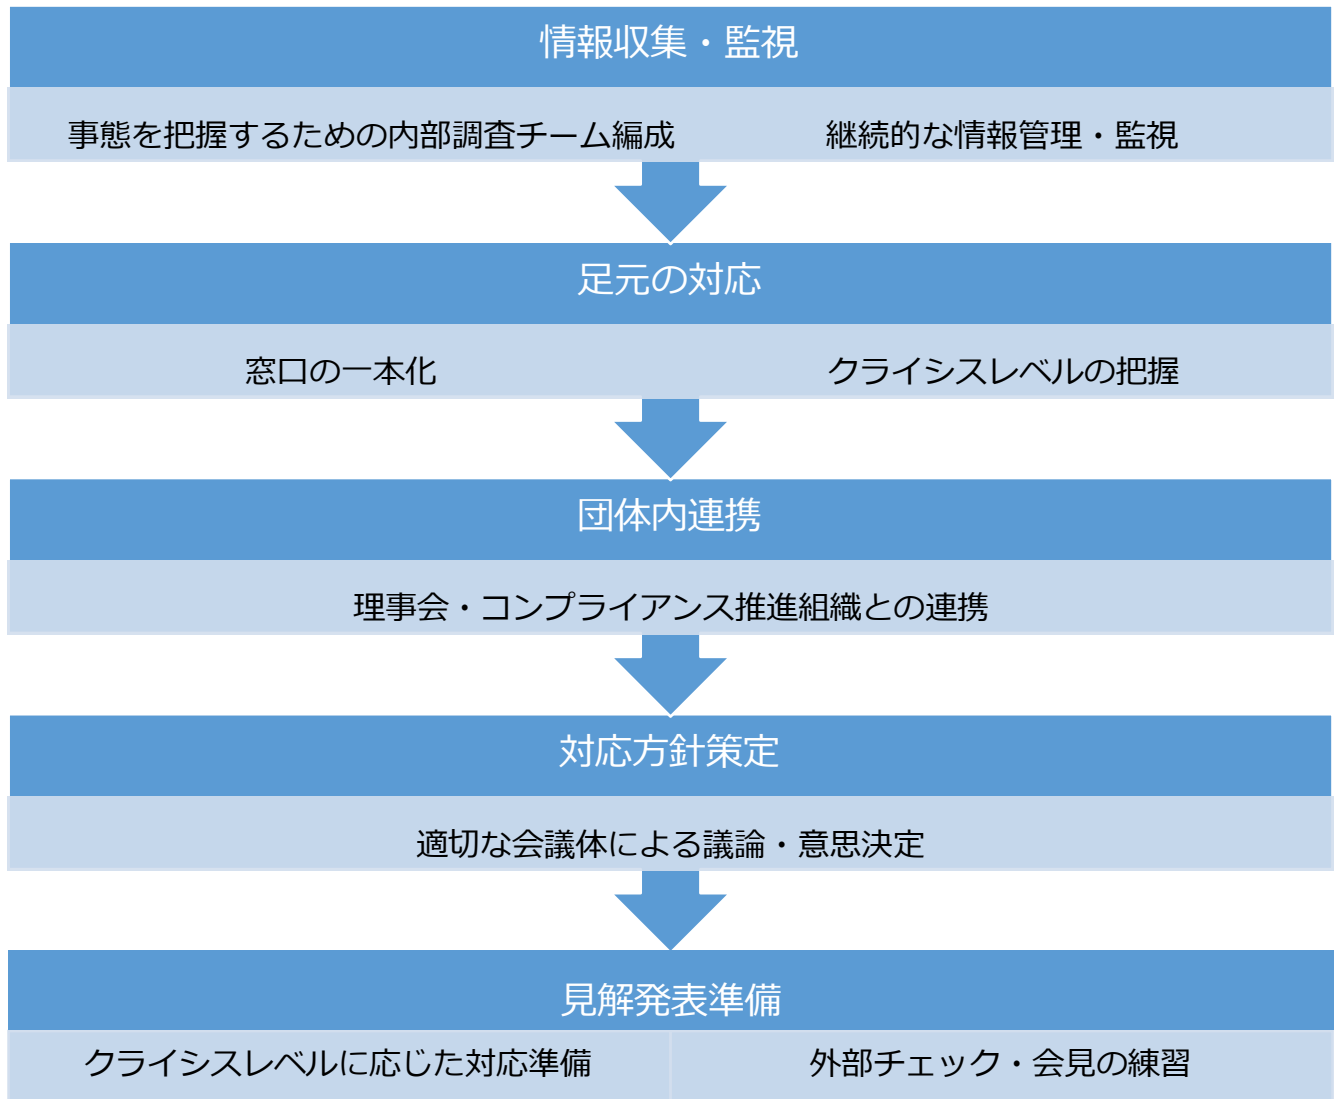 情報収集・監視
事態を把握するための内部調査チーム編成
継続的な情報管理・監視
足元の対応
窓口の一本化
クライシスレベルの把握
団体内連携
理事会・コンプライアンス推進組織との連携
対応方針策定
適切な会議体による議論・意思決定
見解発表準備
クライシスレベルに応じた対応準備
外部チェック・会見の練習